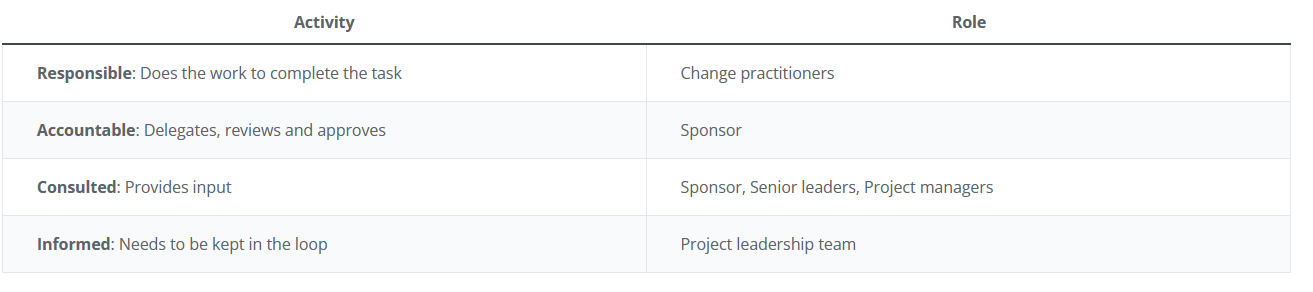 Activity Role
Responsible: Does the work to complete the task Change practitioners
Accountable: Delegates, reviews and approves Sponsor
Consulted: Provides input Sponsor, Senior leaders, Project managers
Informed: Needs to be kept in the loop Project leadership team